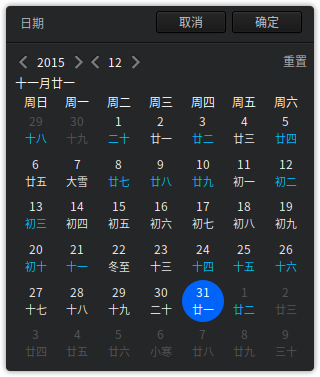 日期 取消 确定
2015 12 重置
十一月廿一
周日 周一 周二 周三 周四 周五 周六
29 30 1 2 3 4 5
十八 十九 二十 廿一 廿二 廿三 廿四
6 7 8 9 10 11 12
廿五 大雪 廿七 廿八 廿九 初一 初二
13 14 15 16 17 18 19
初三 初四 初五 初六 初七 初八 初九
20 21 22 23 24 25 26
初十 十一 冬至 十三 十四 十五 十六
27 28 29 30 31 1 2
十七 十八 十九 二十 廿一 廿二 廿三
3 4 5 6 7 8 9
廿四 廿五 廿六 小寒 廿八 廿九 三十